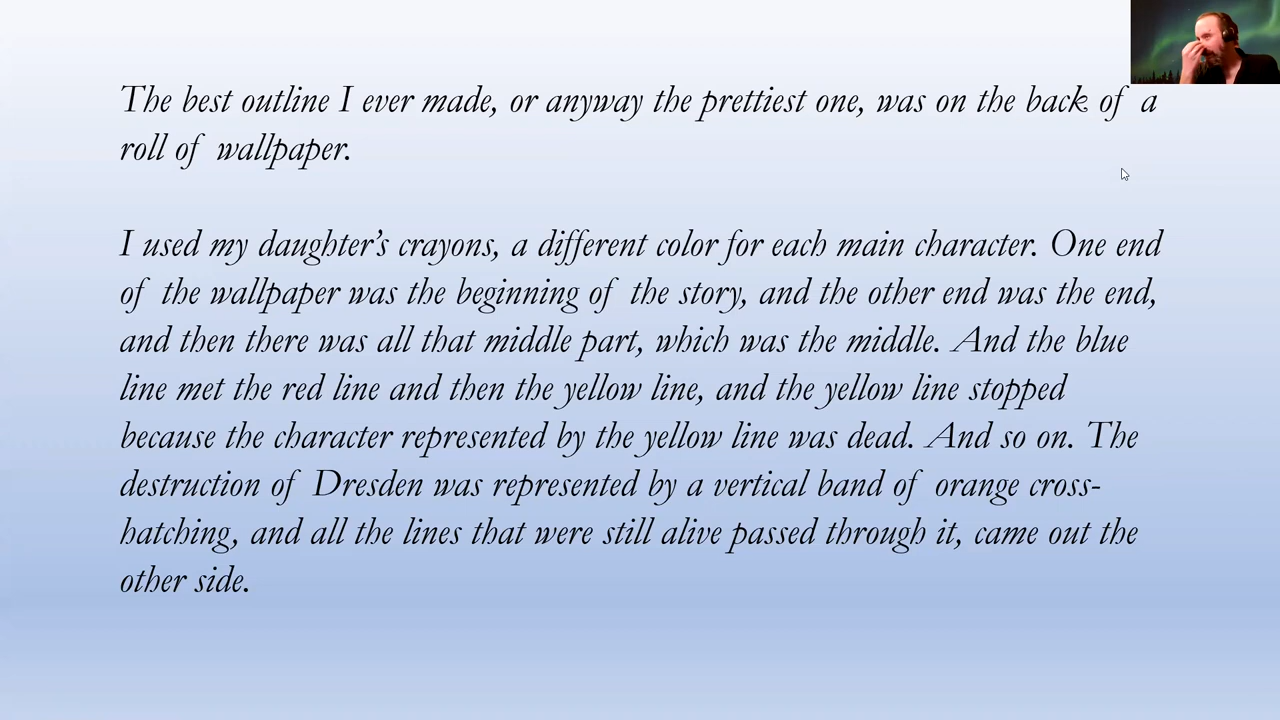 The best outline I ever made, or anyway the prettiest one, was on the back of a
roll of wallpaper.
I used my daughter’s crayons, a different color for each main character. One end
of the wallpaper was the beginning of the story, and the other end was the end,
and then there was all that middle part, which was the middle. And the blue
line met the red line and then the yellow line, and the yellow line stopped
because the character represented by the yellow line was dead. And so on. The
destruction of Dresden was represented by a vertical band of orange cross-
hatching, and all the lines that were still alive passed through it, came out the
other side.